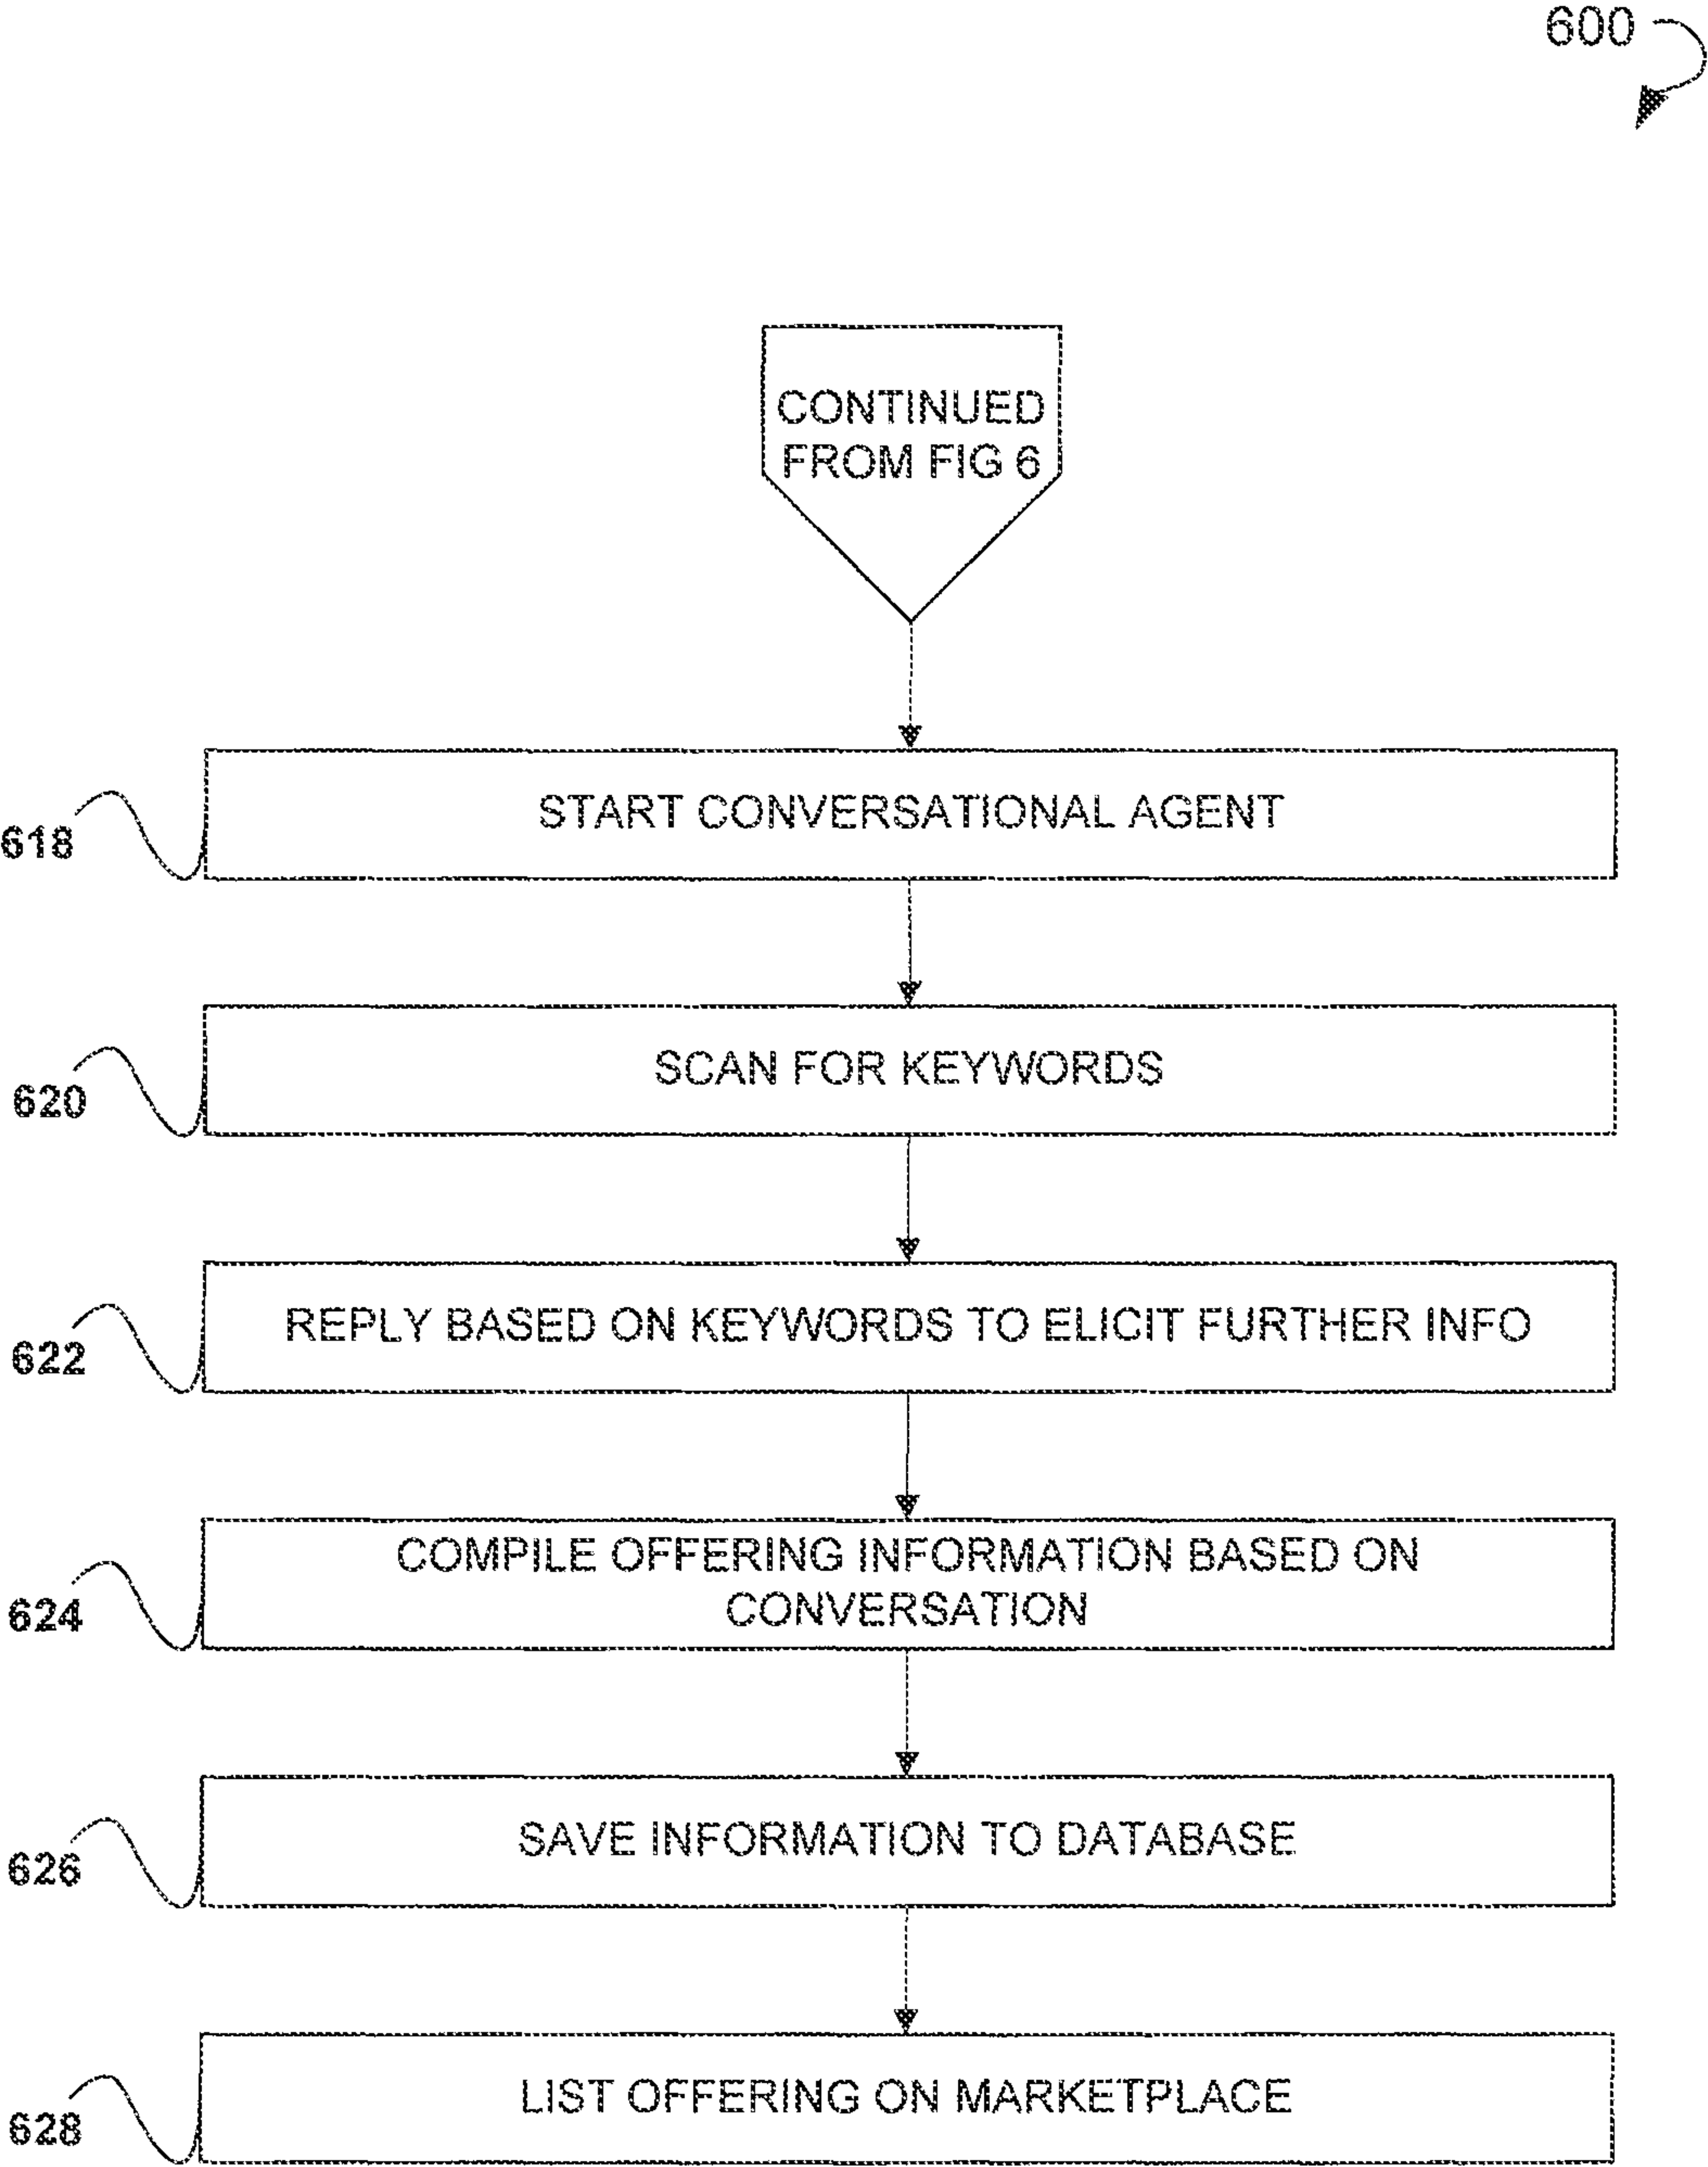 600
CONTINUED
FROM FIG 6
START CONVERSATIONAL AGENT
618
SCAN FOR KEYWORDS
620
REPLY BASED ON KEYWORDS TO ELICIT FURTHER INFO
622
COMPILE OFFERING INFORMATION BASED ON
CONVERSATION
624
SAVE INFORMATION TO DATABASE
626
LIST OFFERING ON MARKETPLACE
628